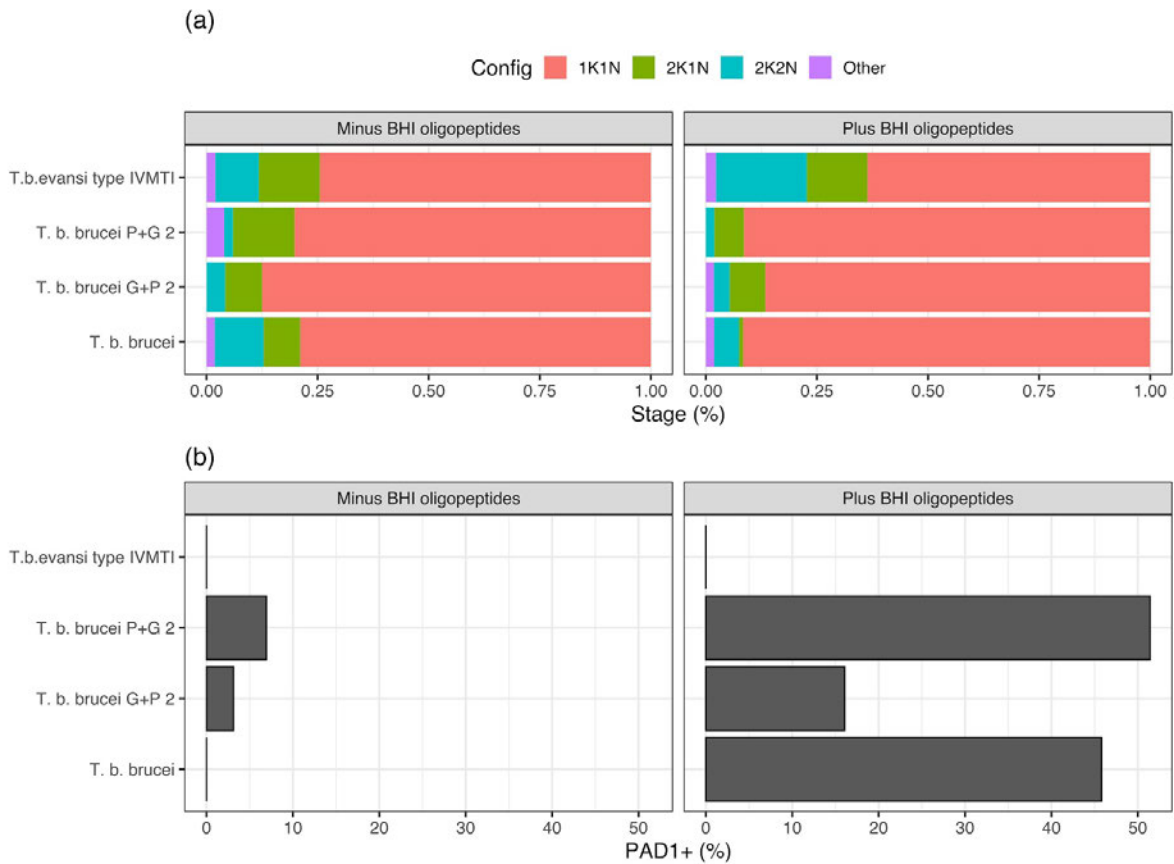 (a)
Config 1K1N 2K1N 2K2N Other
Minus BHI oligopeptides Plus BHI oligopeptides
T.b.evansi type IVMTI
T. b. brucei P+G 2
T. b. brucei G+P 2
T. b. brucei
0.00 0.25 0.50 0.75 1.00 0.00 0.25 0.50 0.75 1.00
Stage (%)
(b)
Minus BHI oligopeptides Plus BHI oligopeptides
T.b.evansi type IVMTI
T. b. brucei P+G 2
T. b. brucei G+P 2
T. b. brucei
0 10 20 30 40 50 0 10 20 30 40 50
PAD1+ (%)